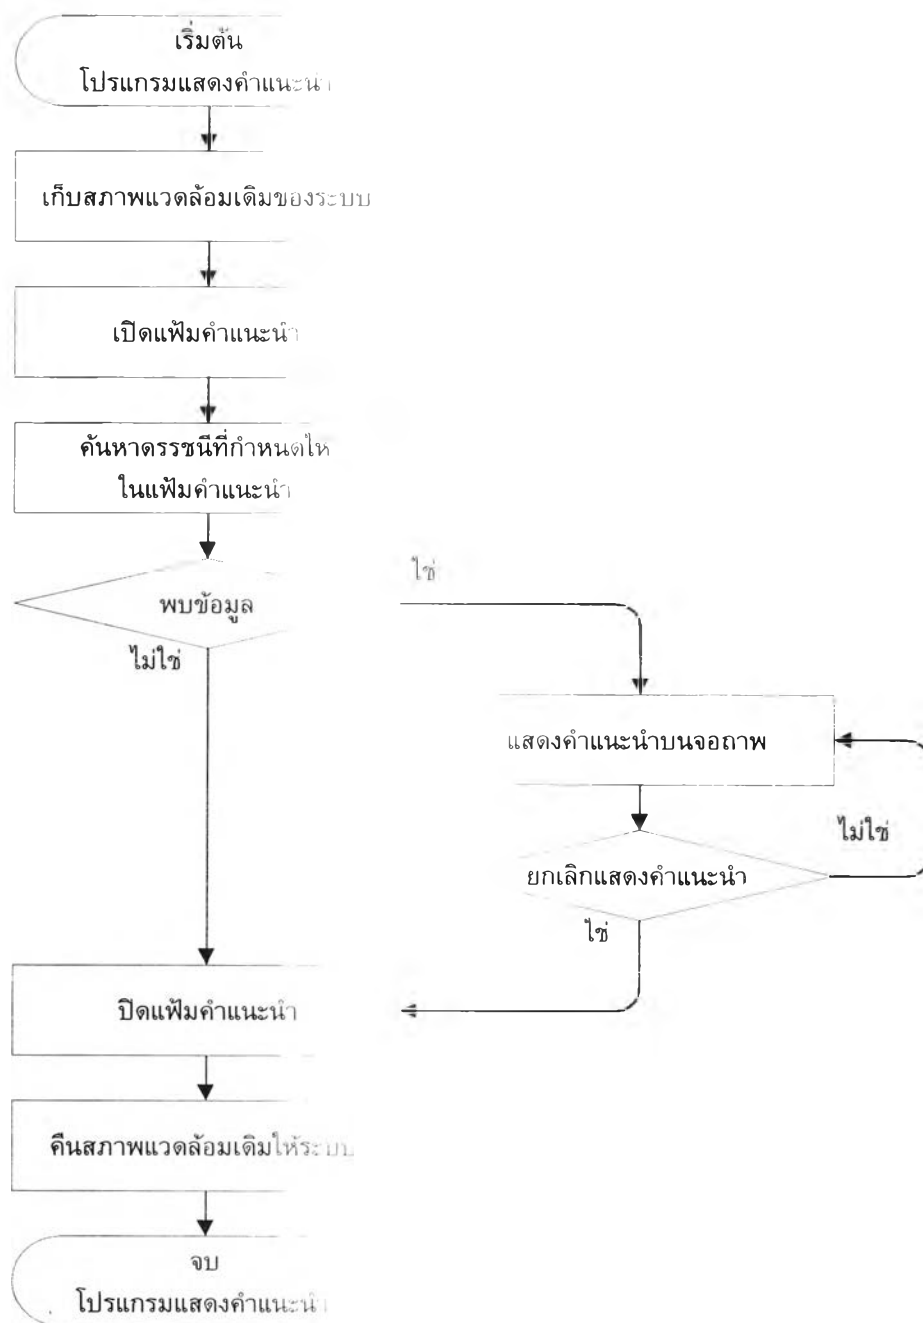 เริ่มต้น
โปรแกรมแสดงคำแนะนำ
เก็บสภาพแวดล้อมเดิมของระบบ
เปิดแฟ้มคำแนะนำ
ค้นหาดรรชนีที่กำหนดให
ในแฟ้มคำแนะนำ
พบข้อมูล
ใช่
ไม่ใช่
แสดงคำแนะนำบนจอถาพ
ไม่ใช่
ยกเลิกแสดงคำแนะนำ
ใช่
ปิดแฟ้มคำแนะนำ
คืนสภาพแวดล้อมเดิมให้ระบบ
จบ
โปรแกรมแสดงคำแนะนำ